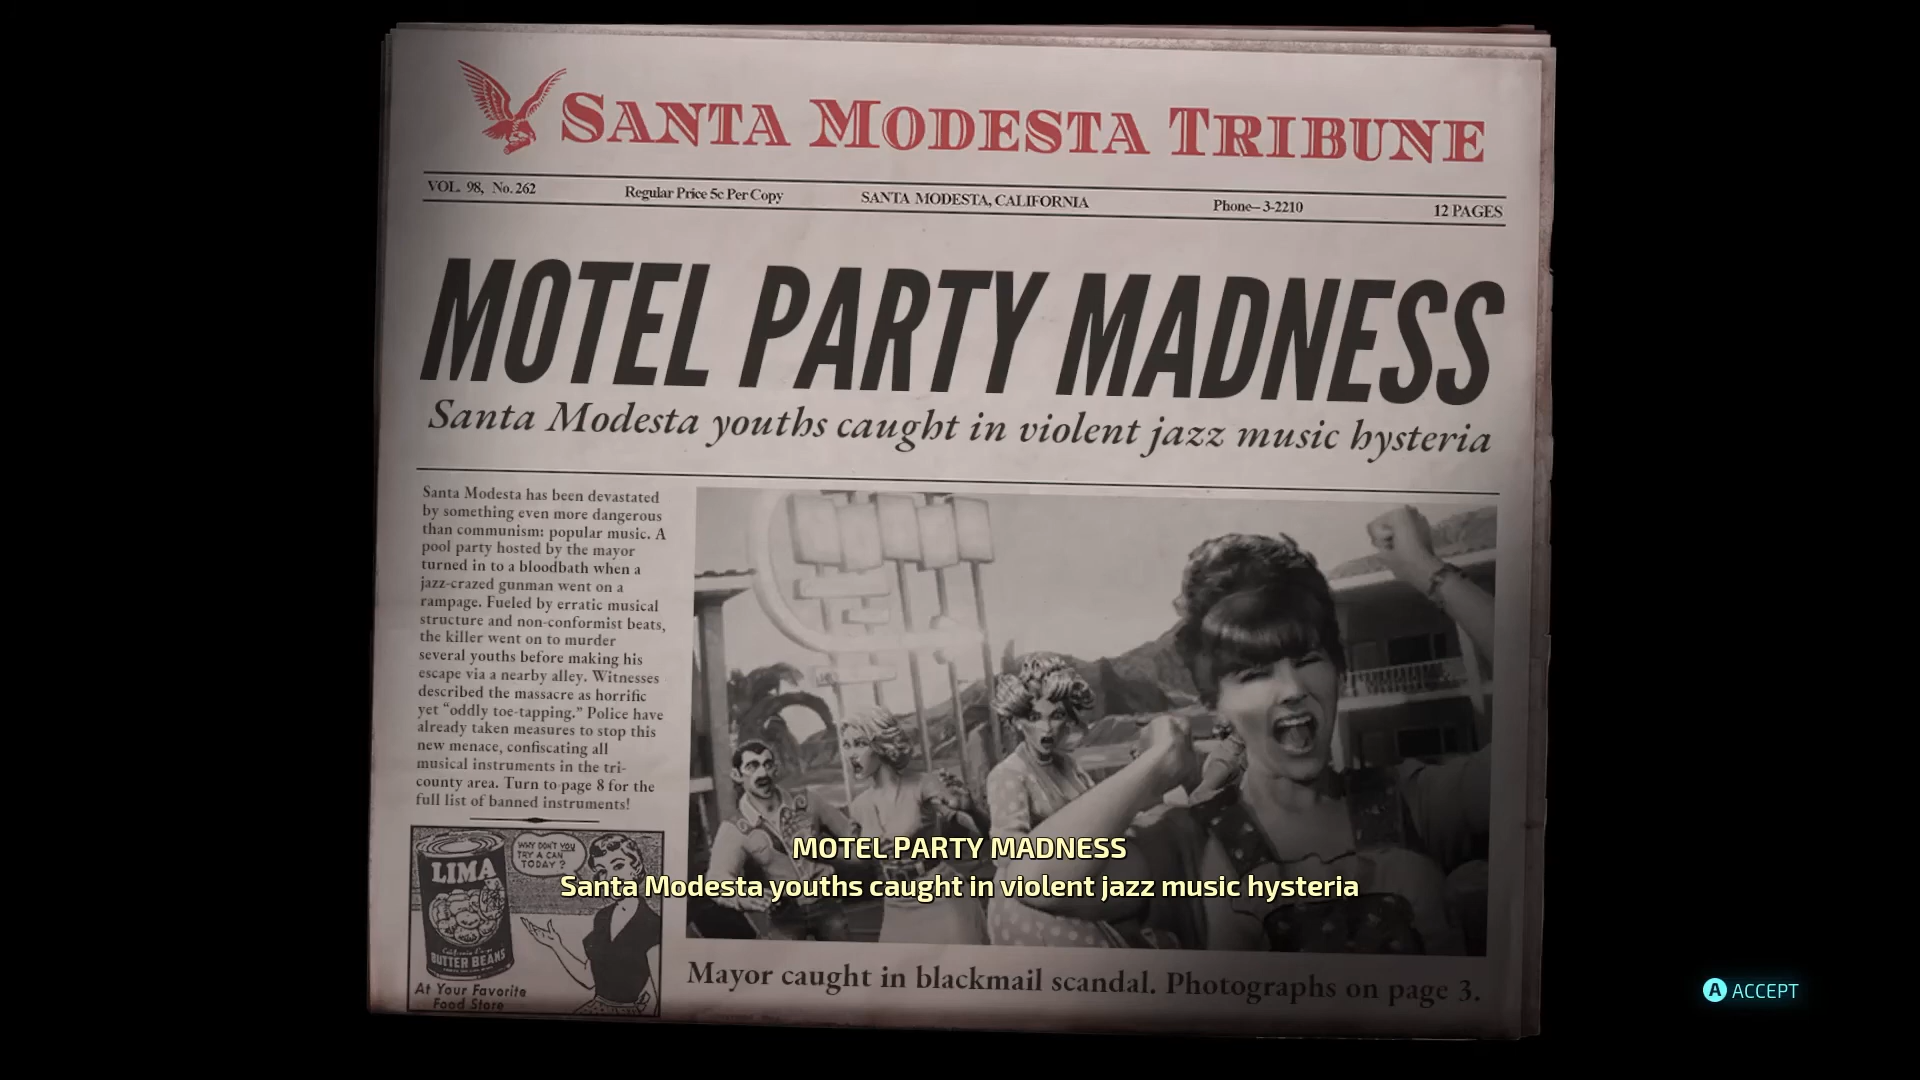 SANTA MODESTA TRIBUNE
VOL. 98, No. 262 Regular Price 5c Per Copy SANTA MODESTA, CALIFORNIA Phone–3-2210 12 PAGES
MOTEL PARTY MADNESS
Santa Modesta youths caught in violent jazz music hysteria
Santa Modesta has been devastated
by something even more dangerous
than communism: popular music. A
pool party hosted by the mayor
turned in to a bloodbath when a
jazz-crazed gunman went on a
rampage. Fueled by erratic musical
structure and non-conformist beats,
the killer went on to murder
several youths before making his
escape via a nearby alley. Witnesses
described the massacre as horrific
yet “oddly toe-tapping.” Police have
already taken measures to stop this
new menace, confiscating all
musical instruments in the tri-
county area. Turn to page 8 for the
full list of banned instruments!
WHY DON'T YOU
TRY A CAN
TODAY?
LIMA
BUTTER BEANS
At Your Favorite
Food Store
MOTEL PARTY MADNESS
Santa Modesta youths caught in violent jazz music hysteria
Mayor caught in blackmail scandal. Photographs on page 3.
A ACCEPT